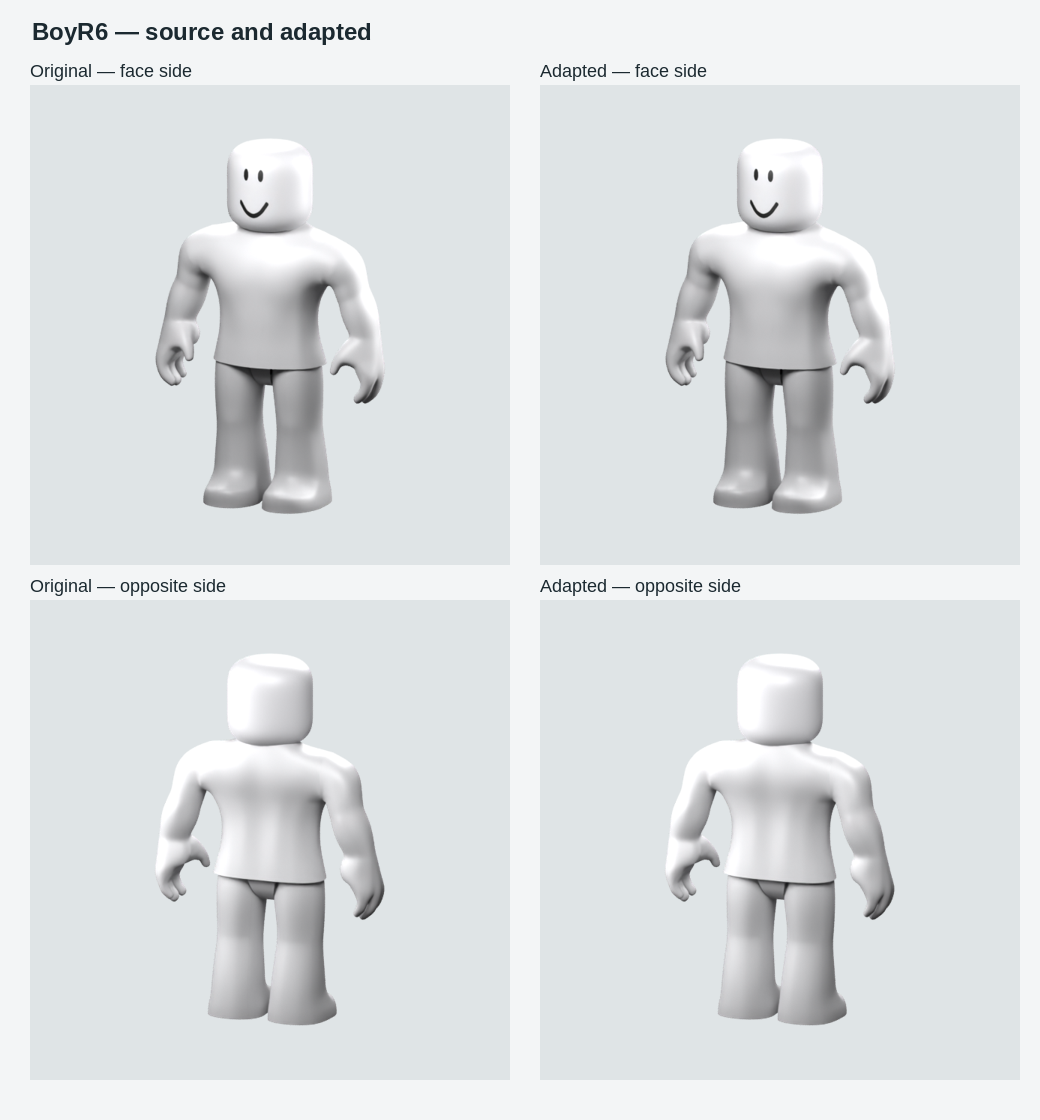 BoyR6 — source and adapted
Original — face side
Adapted — face side
Original — opposite side
Adapted — opposite side